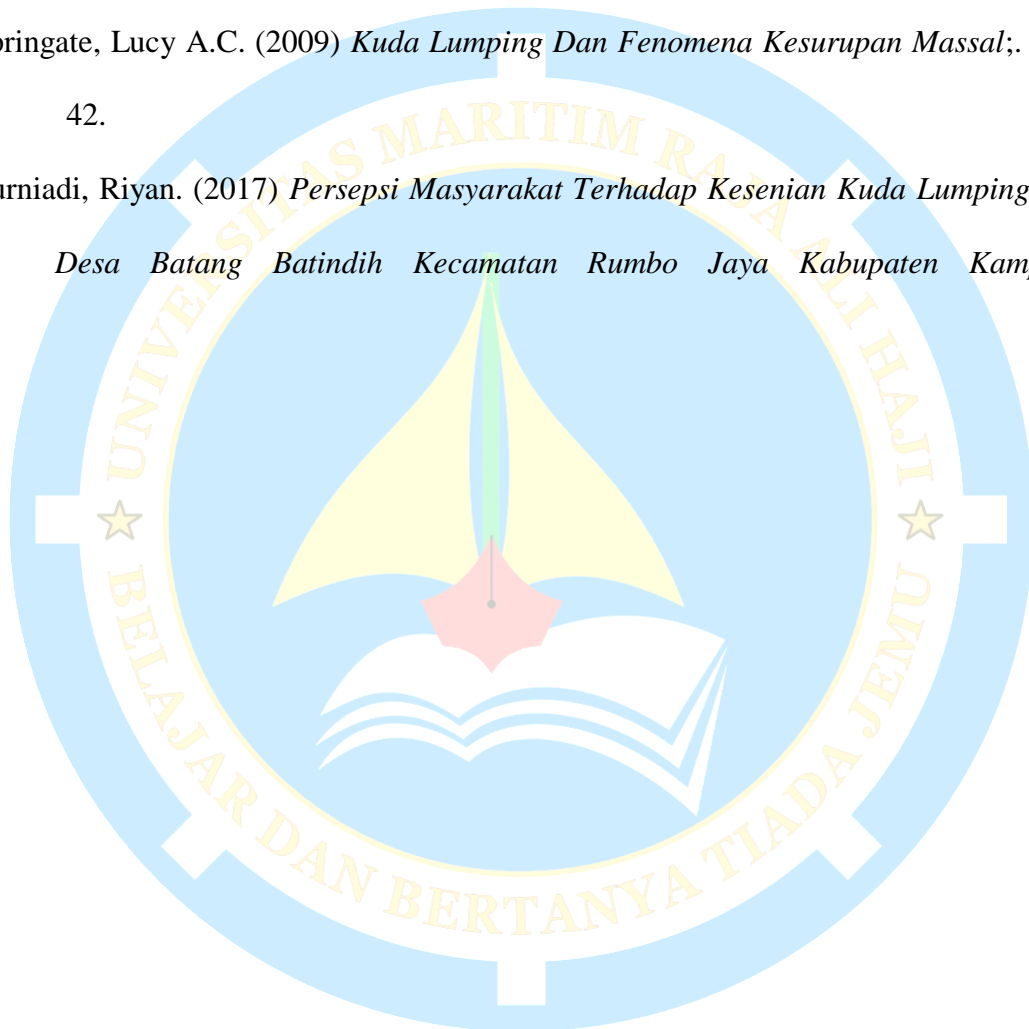 pringate, Lucy A.C. (2009) Kuda Lumping Dan Fenomena Kesurupan Massal;.
42.
urniadi, Riyan. (2017) Persepsi Masyarakat Terhadap Kesenian Kuda Lumping
Desa Batang Batindih Kecamatan Rumbo Jaya Kabupaten Kamp
UNIVERSITAS MARITIM RAJA ALI HAJI
BELAJAR DAN BERTANYA TIADA JEMU